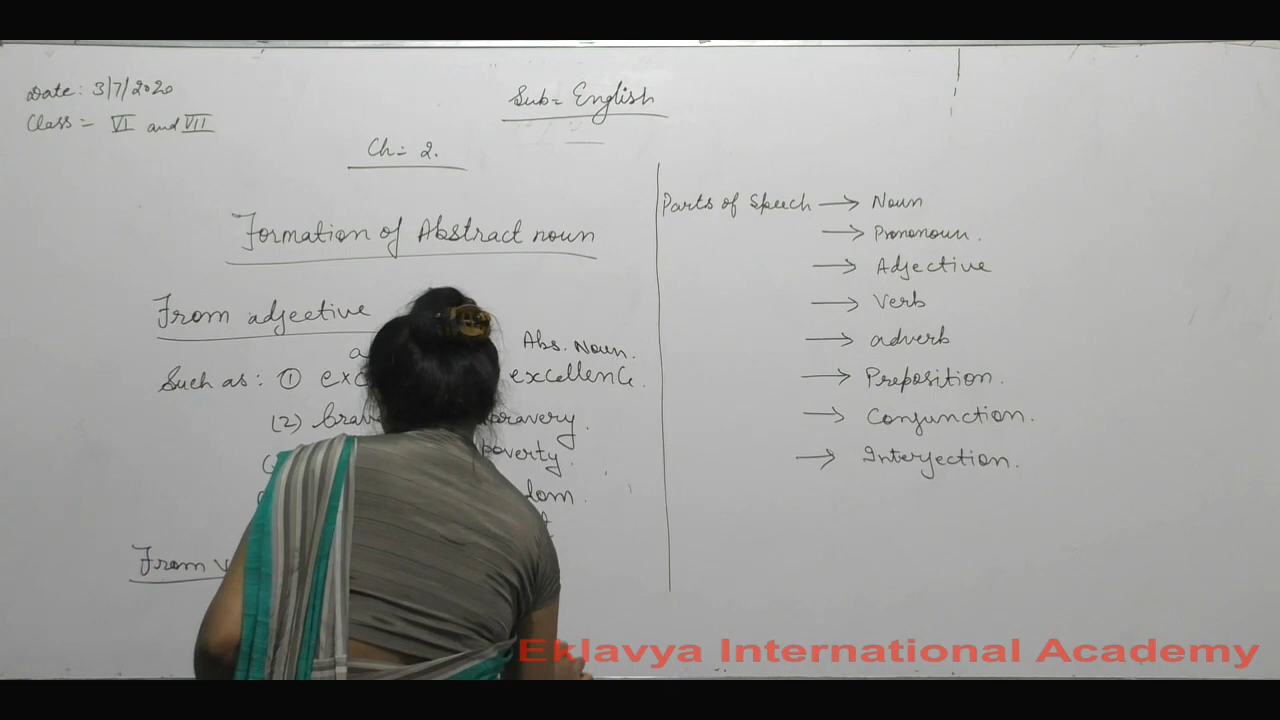 Date: 3/7/2020
Class = VI and VII
Sub = English
Ch = 2.
Formation of Abstract noun
From adjective
Abs. Noun.
Such as: ① excellence.
(2) brav bravery.
poverty.
dom.
From v
Parts of Speech → Noun
→ Prononoun.
→ Adjective
→ Verb
→ adverb
→ Preposition.
→ Conjunction.
→ Interjection.
Eklavya International Academy